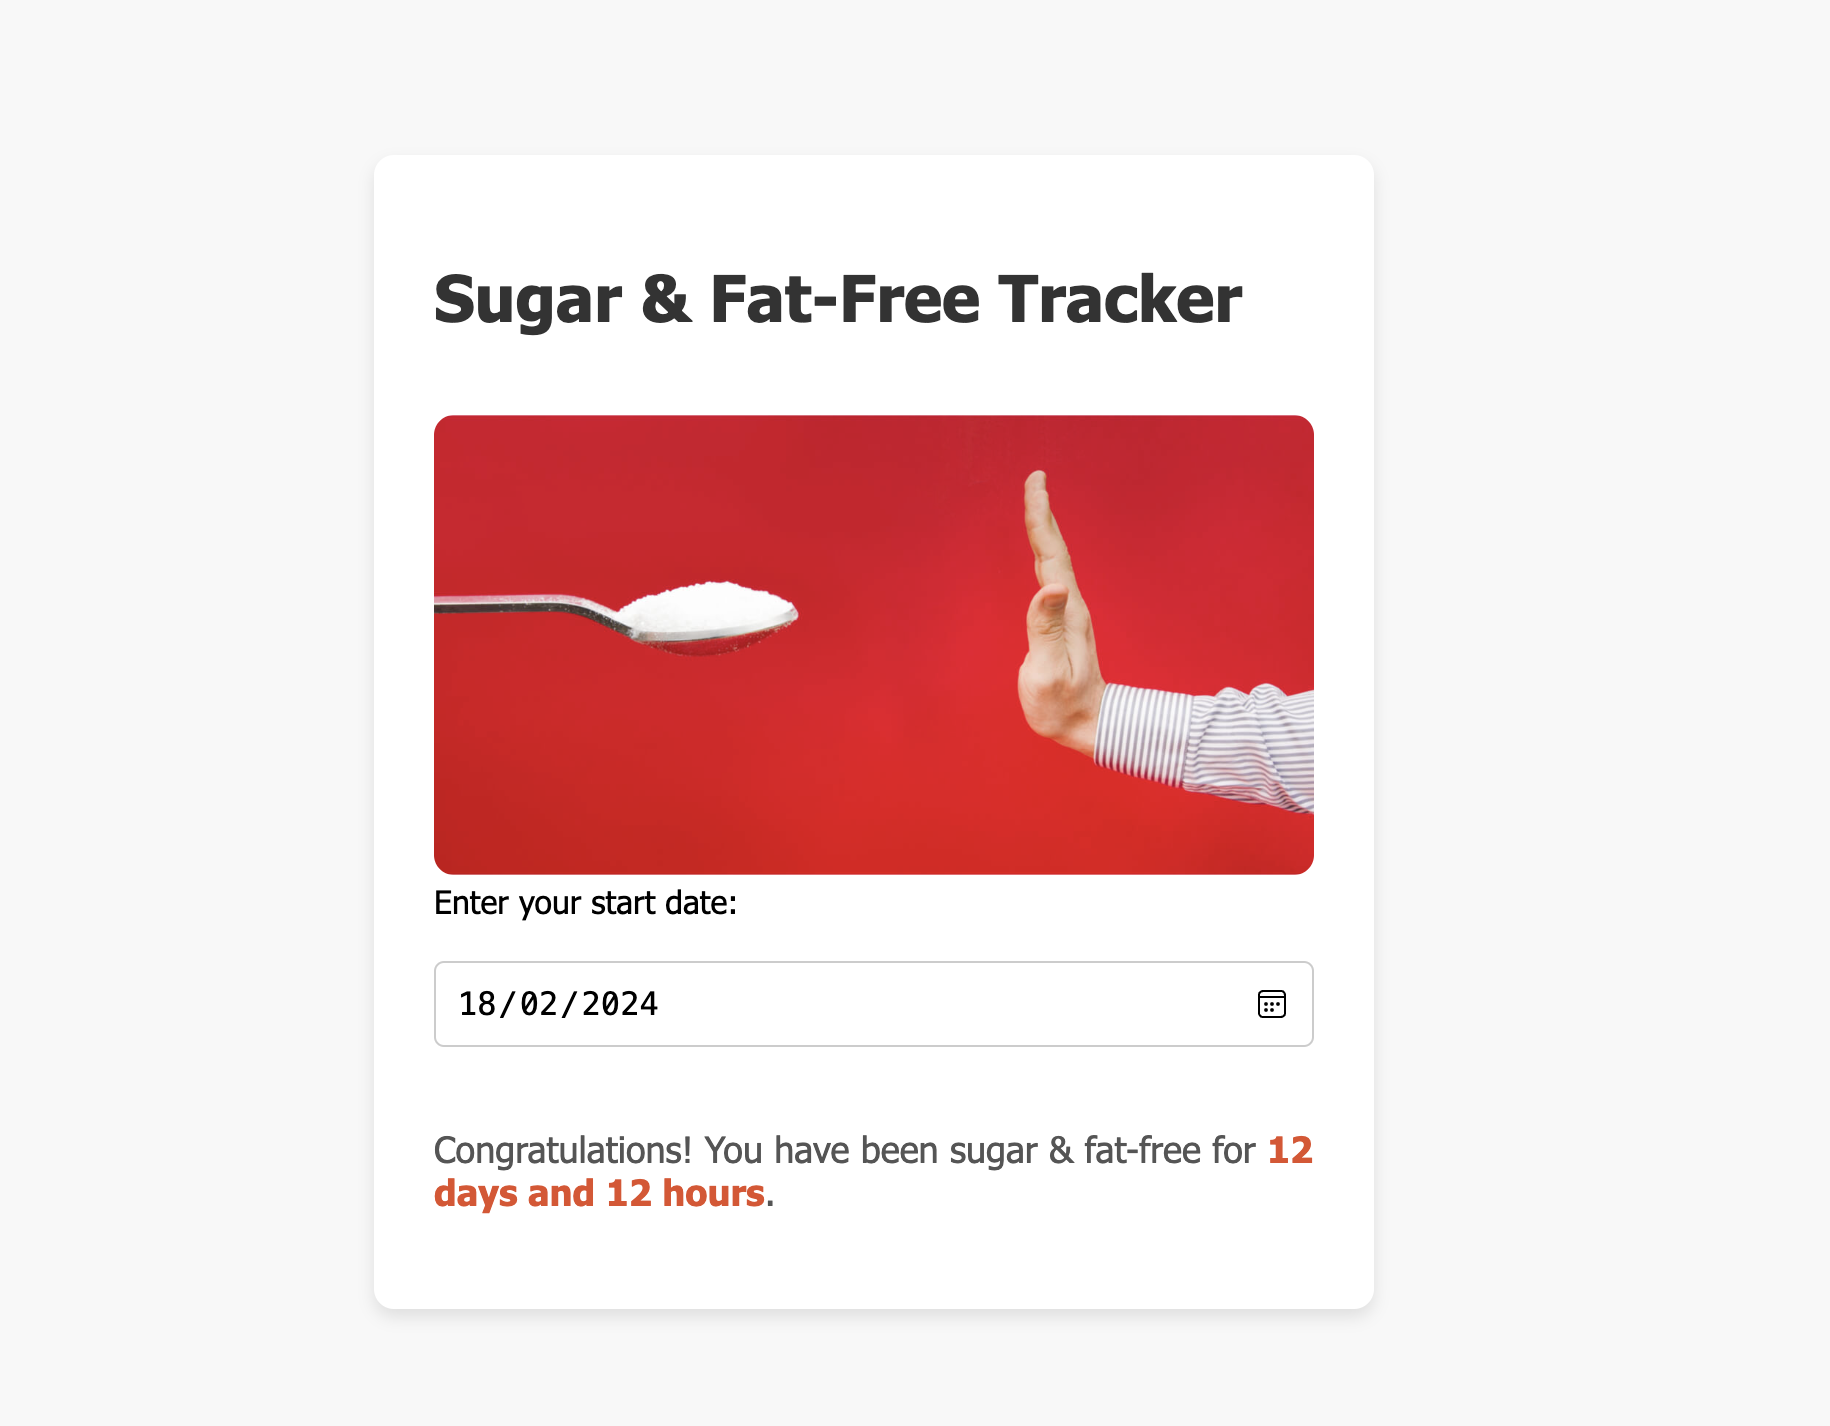 Sugar & Fat-Free Tracker
Enter your start date:
18/02/2024
Congratulations! You have been sugar & fat-free for 12
days and 12 hours.